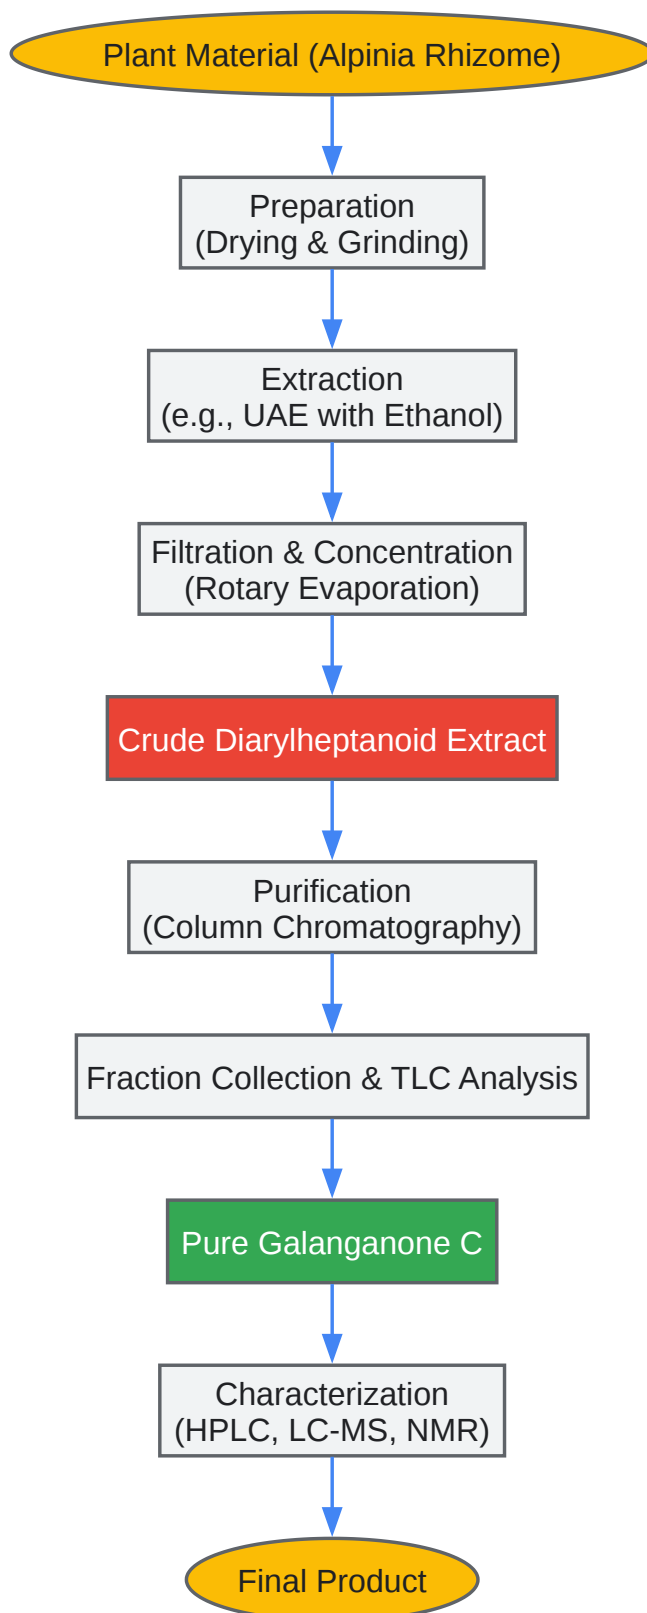 Plant Material (Alpinia Rhizome)
Preparation
(Drying & Grinding)
Extraction
(e.g., UAE with Ethanol)
Filtration & Concentration
(Rotary Evaporation)
Crude Diarylheptanoid Extract
Purification
(Column Chromatography)
Fraction Collection & TLC Analysis
Pure Galanganone C
Characterization
(HPLC, LC-MS, NMR)
Final Product